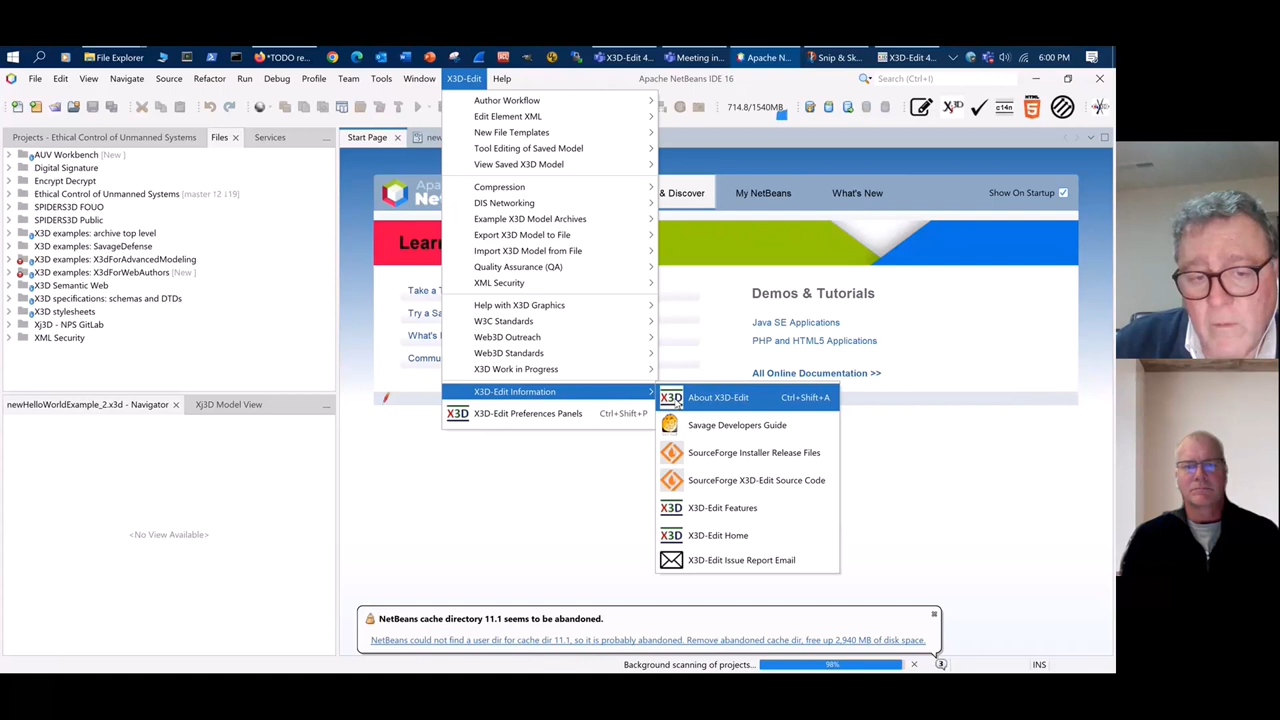 File Explorer
*TODO re...
X3D-Edit 4...
Meeting in...
Apache N...
Snip & Sk...
X3D-Edit 4...
6:00 PM
File Edit View Navigate Source Refactor Run Debug Profile Team Tools Window X3D-Edit Help
Apache NetBeans IDE 16
Search (Ctrl+I)
714.8/1540MB
X3D
c14n
HTML
Projects - Ethical Control of Unmanned Systems
Files
Services
AUV Workbench [New ]
Digital Signature
Encrypt Decrypt
Ethical Control of Unmanned Systems [master ↑2 ↓19]
SPIDERS3D FOUO
SPIDERS3D Public
X3D examples: archive top level
X3D examples: SavageDefense
X3D examples: X3dForAdvancedModeling
X3D examples: X3dForWebAuthors [New ]
X3D Semantic Web
X3D specifications: schemas and DTDs
X3D stylesheets
Xj3D - NPS GitLab
XML Security
newHelloWorldExample_2.x3d - Navigator
Xj3D Model View
<No View Available>
Start Page
new
Apa
Ne
& Discover
My NetBeans
What's New
Show On Startup
Learn
Take a T
Try a Sa
What's
Commu
Demos & Tutorials
Java SE Applications
PHP and HTML5 Applications
All Online Documentation >>
Author Workflow
Edit Element XML
New File Templates
Tool Editing of Saved Model
View Saved X3D Model
Compression
DIS Networking
Example X3D Model Archives
Export X3D Model to File
Import X3D Model from File
Quality Assurance (QA)
XML Security
Help with X3D Graphics
W3C Standards
Web3D Outreach
Web3D Standards
X3D Work in Progress
X3D-Edit Information
X3D X3D-Edit Preferences Panels Ctrl+Shift+P
X3D About X3D-Edit Ctrl+Shift+A
Savage Developers Guide
SourceForge Installer Release Files
SourceForge X3D-Edit Source Code
X3D X3D-Edit Features
X3D X3D-Edit Home
X3D-Edit Issue Report Email
NetBeans cache directory 11.1 seems to be abandoned.
NetBeans could not find a user dir for cache dir 11.1, so it is probably abandoned. Remove abandoned cache dir, free up 2,940 MB of disk space.
Background scanning of projects...
98%
3
INS